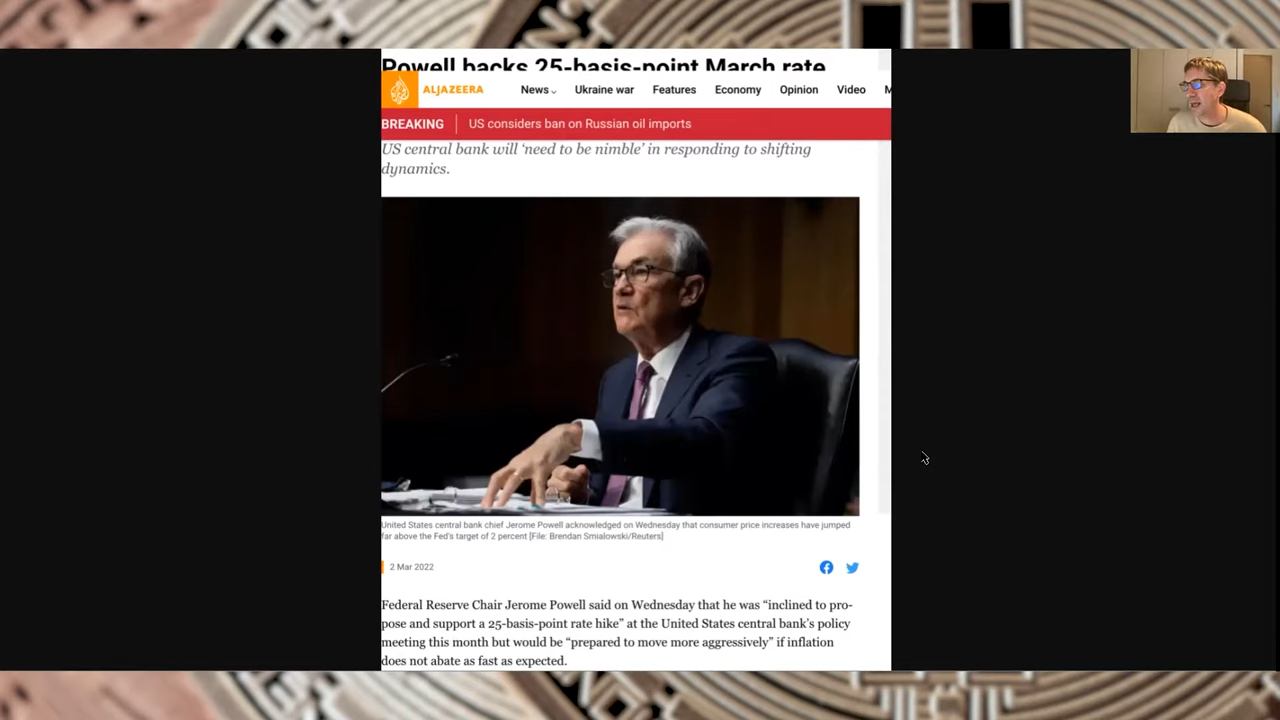 Powell backs 25-basis-point March rate
ALJAZEERA
News Ukraine war Features Economy Opinion Video M
BREAKING US considers ban on Russian oil imports
US central bank will ‘need to be nimble’ in responding to shifting
dynamics.
United States central bank chief Jerome Powell acknowledged on Wednesday that consumer price increases have jumped
far above the Fed's target of 2 percent [File: Brendan Smialowski/Reuters]
2 Mar 2022
Federal Reserve Chair Jerome Powell said on Wednesday that he was “inclined to pro-
pose and support a 25-basis-point rate hike” at the United States central bank’s policy
meeting this month but would be “prepared to move more aggressively” if inflation
does not abate as fast as expected.